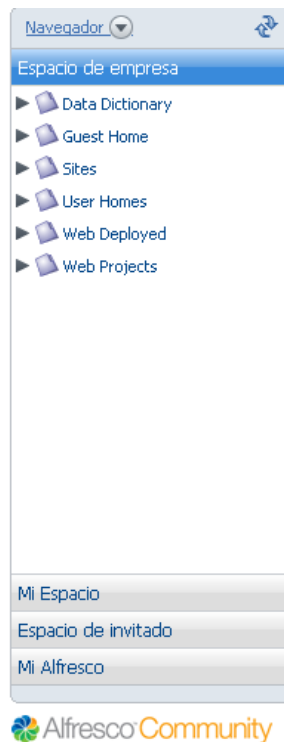 Navegador
Espacio de empresa
Data Dictionary
Guest Home
Sites
User Homes
Web Deployed
Web Projects
Mi Espacio
Espacio de invitado
Mi Alfresco
Alfresco Community